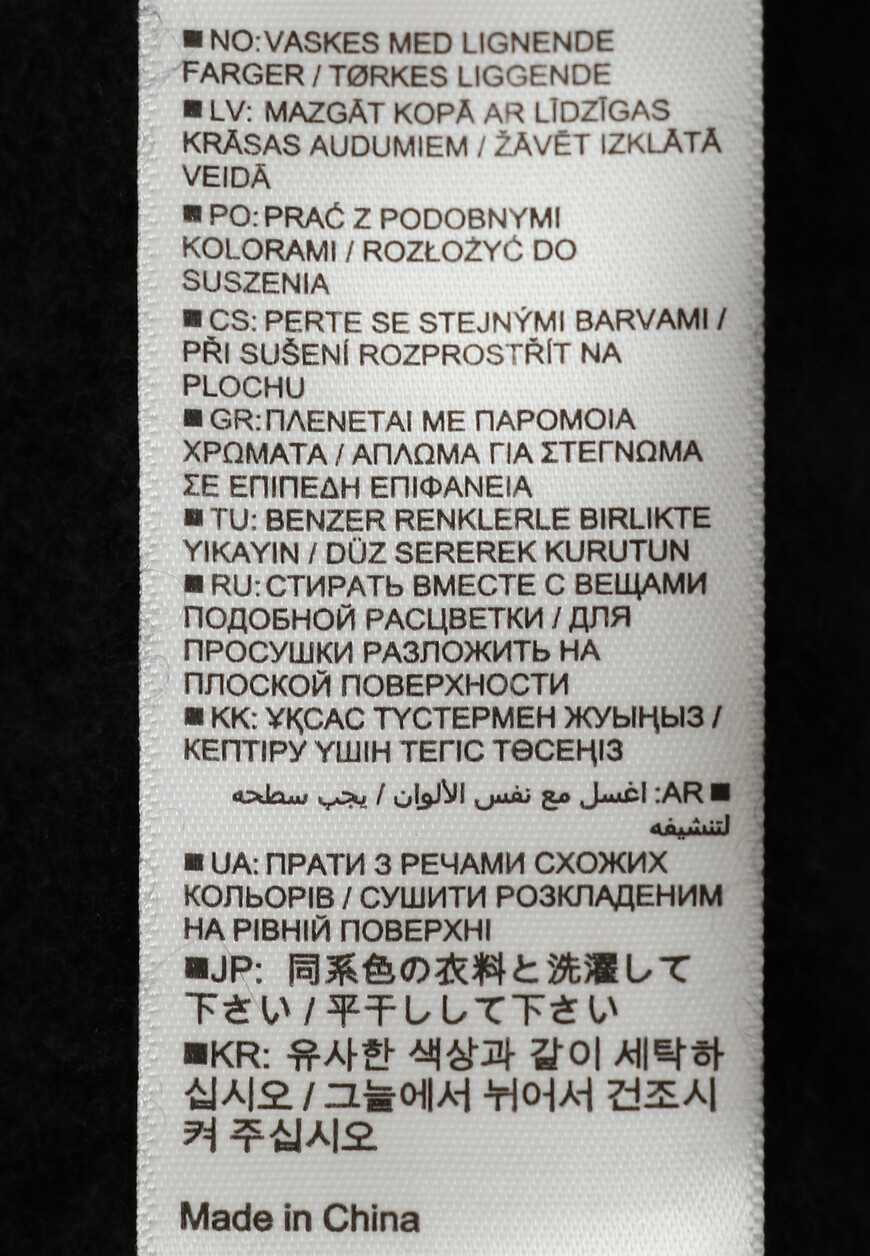 ■ NO: VASKES MED LIGNENDE
FARGER / TØRKES LIGGENDE
■ LV: MAZGĀT KOPĀ AR LĪDZĪGAS
KRĀSAS AUDUMIEM / ŽĀVĒT IZKLĀTĀ
VEIDĀ
■ PO: PRAĆ Z PODOBNYMI
KOLORAMI / ROZŁOŻYĆ DO
SUSZENIA
■ CS: PERTE SE STEJNÝMI BARVAMI /
PŘI SUŠENÍ ROZPROSTŘÍT NA
PLOCHU
■ GR: ΠΛΕΝΕΤΑΙ ΜΕ ΠΑΡΟΜΟΙΑ
ΧΡΩΜΑΤΑ / ΑΠΛΩΜΑ ΓΙΑ ΣΤΕΓΝΩΜΑ
ΣΕ ΕΠΙΠΕΔΗ ΕΠΙΦΑΝΕΙΑ
■ TU: BENZER RENKLERLE BIRLIKTE
YIKAYIN / DÜZ SEREREK KURUTUN
■ RU: СТИРАТЬ ВМЕСТЕ С ВЕЩАМИ
ПОДОБНОЙ РАСЦВЕТКИ / ДЛЯ
ПРОСУШКИ РАЗЛОЖИТЬ НА
ПЛОСКОЙ ПОВЕРХНОСТИ
■ KK: ҰҚСАС ТҮСТЕРМЕН ЖУЫҢЫЗ /
КЕПТІРУ ҮШІН ТЕГІС ТӨСЕҢІЗ
■ AR: اغسل مع نفس الألوان / يجب سطحه
لتنشيفه
■ UA: ПРАТИ З РЕЧАМИ СХОЖИХ
КОЛЬОРІВ / СУШИТИ РОЗКЛАДЕНИМ
НА РІВНІЙ ПОВЕРХНІ
■JP: 同系色の衣料と洗濯して
下さい / 平干ししして下さい
■KR: 유사한 색상과 같이 세탁하
십시오 / 그늘에서 뉘어서 건조시
켜 주십시오
Made in China